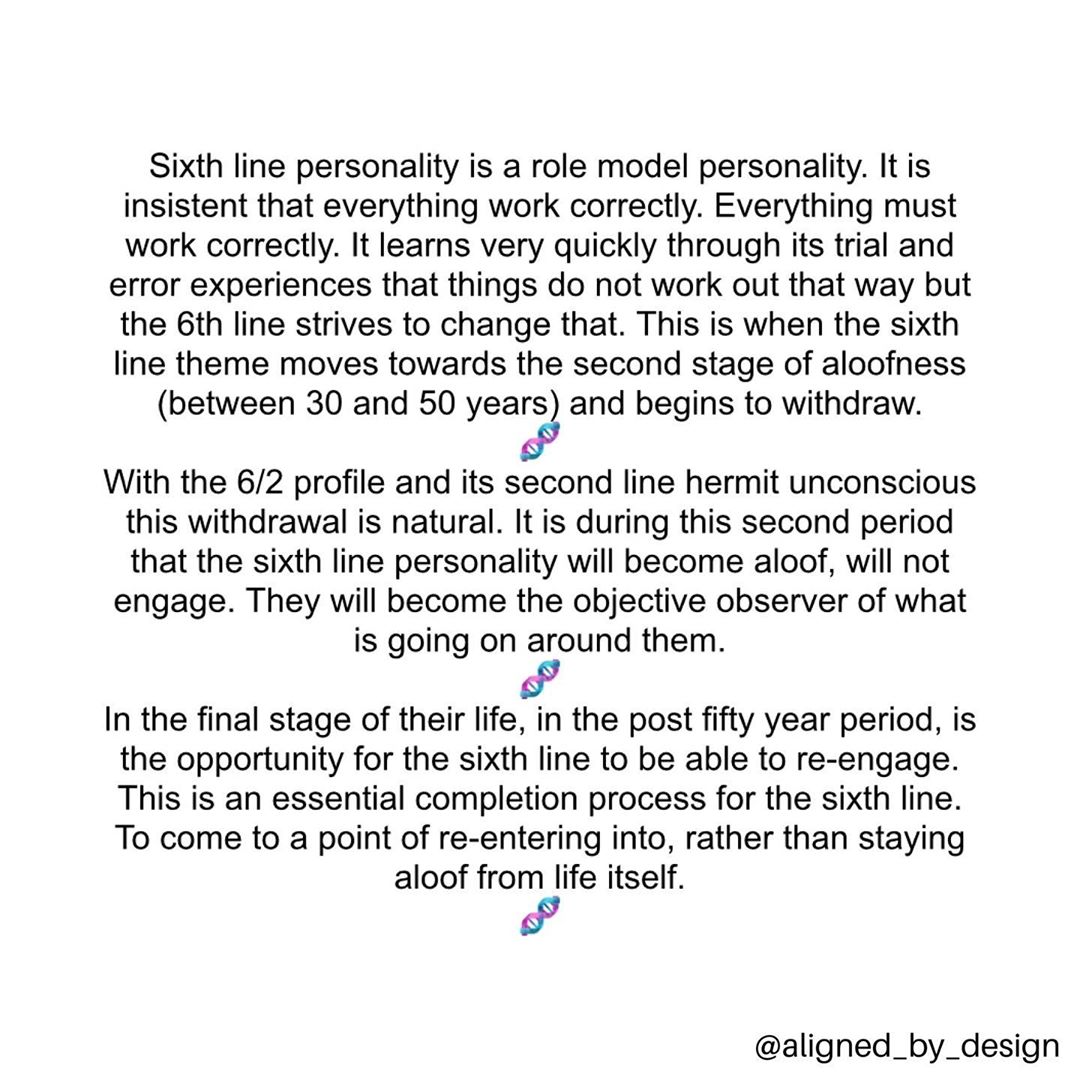 Sixth line personality is a role model personality. It is
insistent that everything work correctly. Everything must
work correctly. It learns very quickly through its trial and
error experiences that things do not work out that way but
the 6th line strives to change that. This is when the sixth
line theme moves towards the second stage of aloofness
(between 30 and 50 years) and begins to withdraw.
🧬
With the 6/2 profile and its second line hermit unconscious
this withdrawal is natural. It is during this second period
that the sixth line personality will become aloof, will not
engage. They will become the objective observer of what
is going on around them.
🧬
In the final stage of their life, in the post fifty year period, is
the opportunity for the sixth line to be able to re-engage.
This is an essential completion process for the sixth line.
To come to a point of re-entering into, rather than staying
aloof from life itself.
🧬
@aligned_by_design